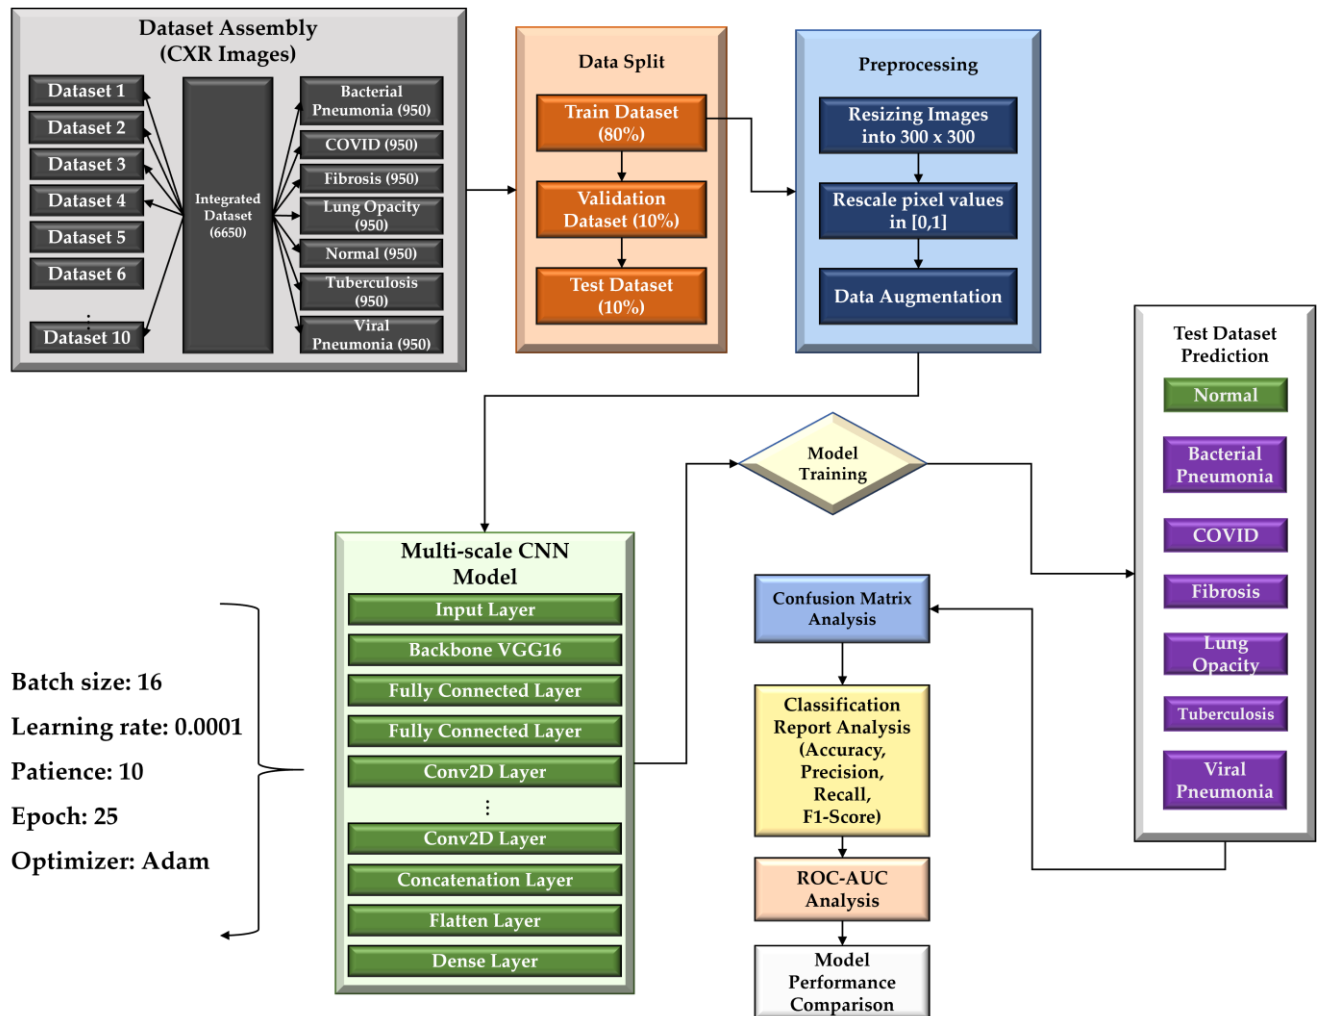 Dataset Assembly
(CXR Images)
Dataset 1
Dataset 2
Dataset 3
Dataset 4
Dataset 5
Dataset 6
⋮
Dataset 10
Integrated
Dataset
(6650)
Bacterial
Pneumonia (950)
COVID (950)
Fibrosis (950)
Lung Opacity
(950)
Normal (950)
Tuberculosis
(950)
Viral
Pneumonia (950)
Data Split
Train Dataset
(80%)
Validation
Dataset (10%)
Test Dataset
(10%)
Preprocessing
Resizing Images
into 300 x 300
Rescale pixel values
in [0,1]
Data Augmentation
Batch size: 16
Learning rate: 0.0001
Patience: 10
Epoch: 25
Optimizer: Adam
Multi-scale CNN
Model
Input Layer
Backbone VGG16
Fully Connected Layer
Fully Connected Layer
Conv2D Layer
⋮
Conv2D Layer
Concatenation Layer
Flatten Layer
Dense Layer
Model
Training
Test Dataset
Prediction
Normal
Bacterial
Pneumonia
COVID
Fibrosis
Lung
Opacity
Tuberculosis
Viral
Pneumonia
Confusion Matrix
Analysis
Classification
Report Analysis
(Accuracy,
Precision,
Recall,
F1-Score)
ROC-AUC
Analysis
Model
Performance
Comparison